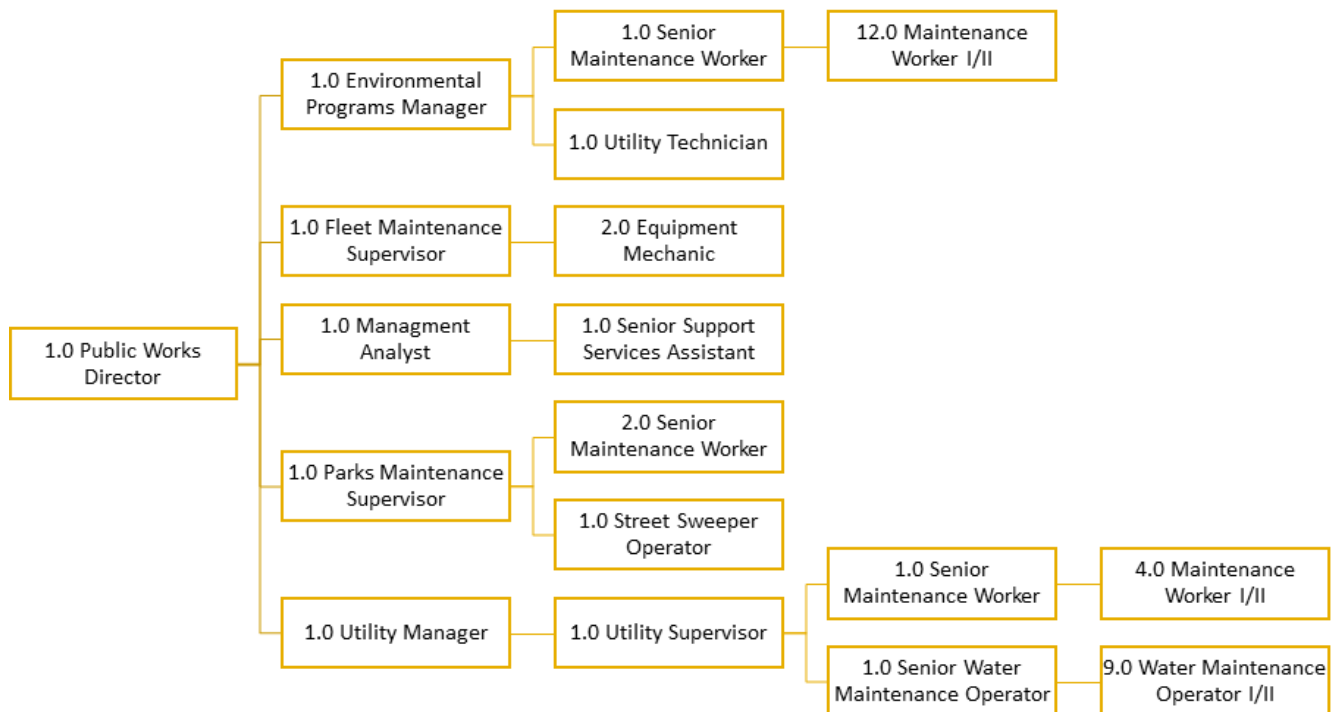 1.0 Senior
Maintenance Worker
12.0 Maintenance
Worker I/II
1.0 Environmental
Programs Manager
1.0 Utility Technician
1.0 Fleet Maintenance
Supervisor
2.0 Equipment
Mechanic
1.0 Public Works
Director
1.0 Managment
Analyst
1.0 Senior Support
Services Assistant
2.0 Senior
Maintenance Worker
1.0 Parks Maintenance
Supervisor
1.0 Street Sweeper
Operator
1.0 Senior
Maintenance Worker
4.0 Maintenance
Worker I/II
1.0 Utility Manager
1.0 Utility Supervisor
1.0 Senior Water
Maintenance Operator
9.0 Water Maintenance
Operator I/II